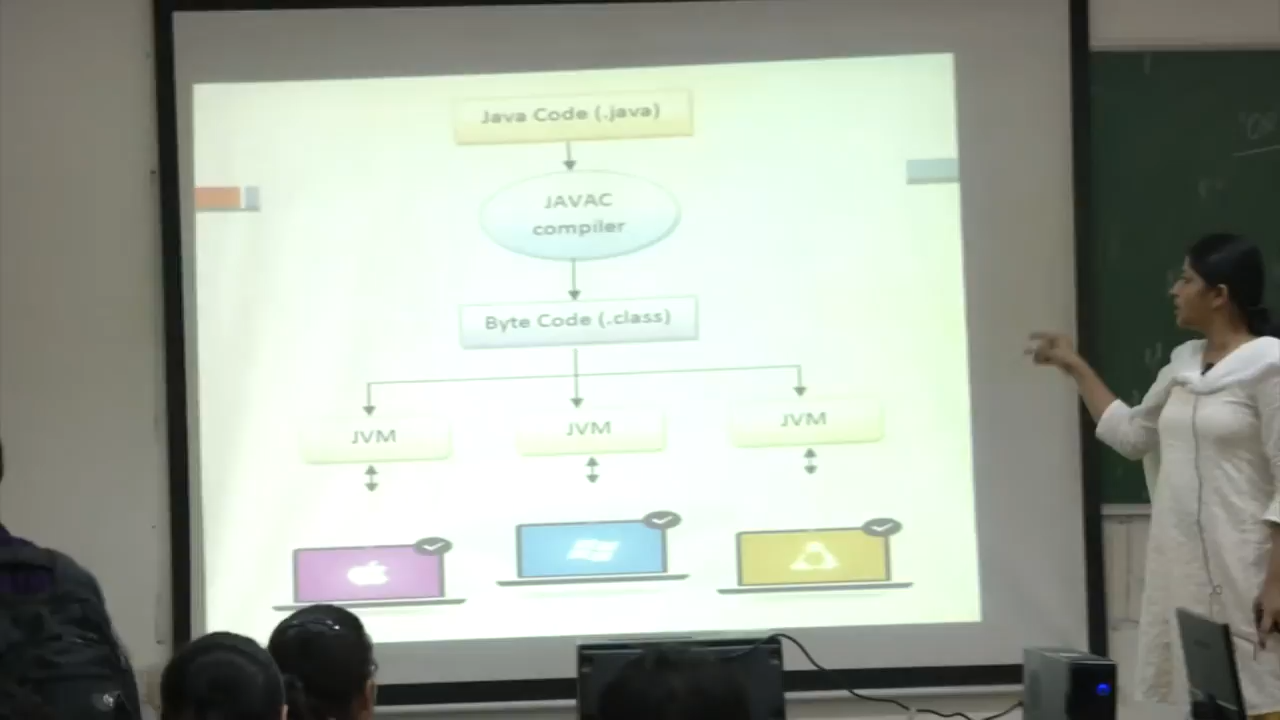 Java Code (.java)
JAVAC
compiler
Byte Code (.class)
JVM
JVM
JVM